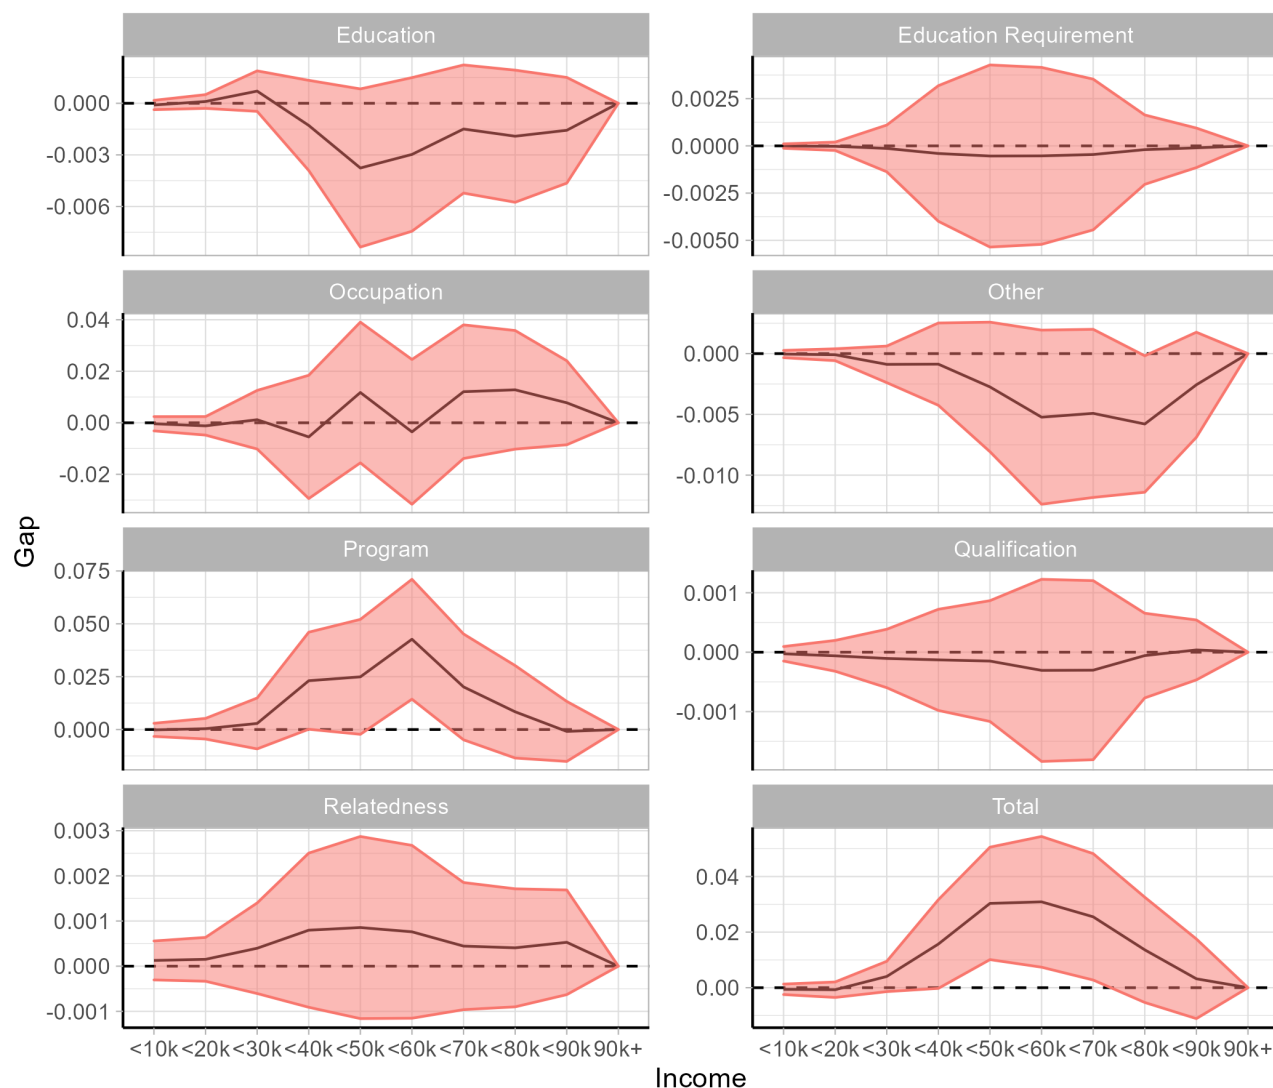 Education
Education Requirement
0.000
-0.003
-0.006
0.0025
0.0000
-0.0025
-0.0050
Occupation
Other
0.04
0.02
0.00
-0.02
0.000
-0.005
-0.010
Gap
Program
Qualification
0.075
0.050
0.025
0.000
0.001
0.000
-0.001
Relatedness
Total
0.003
0.002
0.001
0.000
-0.001
0.04
0.02
0.00
<10k <20k <30k <40k <50k <60k <70k <80k <90k 90k+
<10k <20k <30k <40k <50k <60k <70k <80k <90k 90k+
Income